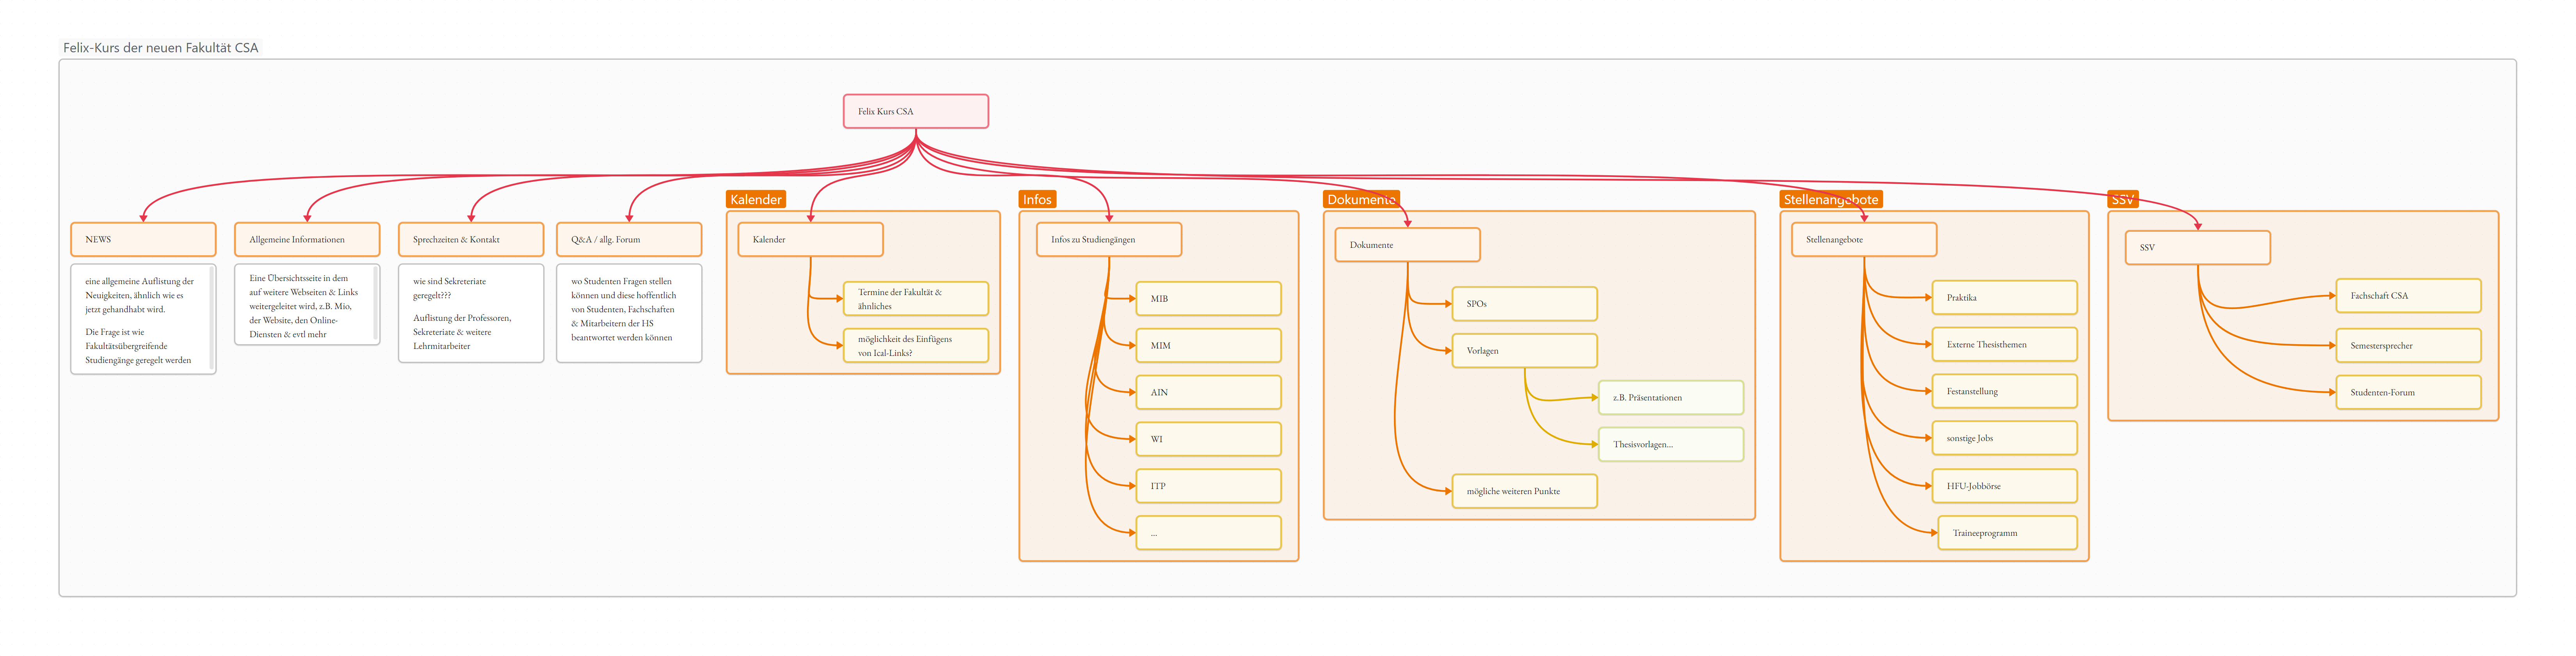 Felix-Kurs der neuen Fakultät CSA
Felix Kurs CSA
NEWS
eine allgemeine Auflistung der
Neuigkeiten, ähnlich wie es
jetzt gehandhabt wird.
Die Frage ist wie
Fakultätsübergreifende
Studiengänge geregelt werden
Allgemeine Informationen
Eine Übersichtsseite in dem
auf weitere Webseiten & Links
weitergeleitet wird, z.B. Mio,
der Website, den Online-
Diensten & evtl mehr
Sprechzeiten & Kontakt
wie sind Sekreteriate
geregelt???
Auflistung der Professoren,
Sekreteriate & weitere
Lehrmitarbeiter
Q&A / allg. Forum
wo Studenten Fragen stellen
können und diese hoffentlich
von Studenten, Fachschaften
& Mitarbeitern der HS
beantwortet werden können
Kalender
Kalender
Termine der Fakultät &
ähnliches
möglichkeit des Einfügens
von Ical-Links?
Infos
Infos zu Studiengängen
MIB
MIM
AIN
WI
ITP
...
Dokumente
Dokumente
SPOs
Vorlagen
z.B. Präsentationen
Thesisvorlagen...
mögliche weiteren Punkte
Stellenangebote
Stellenangebote
Praktika
Externe Thesisthemen
Festanstellung
sonstige Jobs
HFU-Jobbörse
Traineeprogramm
SSV
SSV
Fachschaft CSA
Semestersprecher
Studenten-Forum